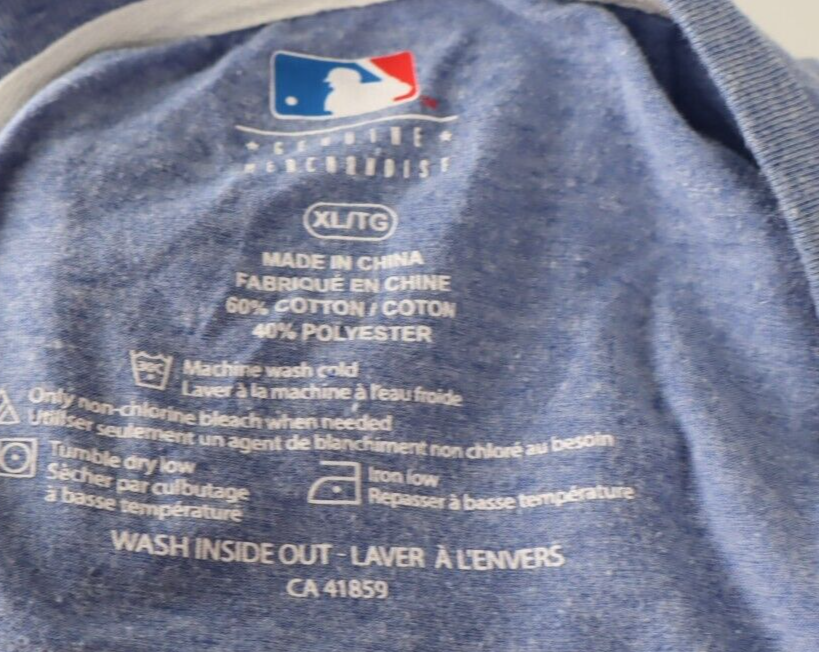 GENUINE
MERCHANDISE
XL/TG
MADE IN CHINA
FABRIQUÉ EN CHINE
60% COTTON / COTON
40% POLYESTER
30C
Machine wash cold
Laver à la machine à l'eau froide
Only non-chlorine bleach when needed
Utiliser seulement un agent de blanchiment non chloré au besoin
Tumble dry low
Sècher par culbutage
à basse température
Iron low
Repasser à basse température
WASH INSIDE OUT - LAVER À L'ENVERS
CA 41859